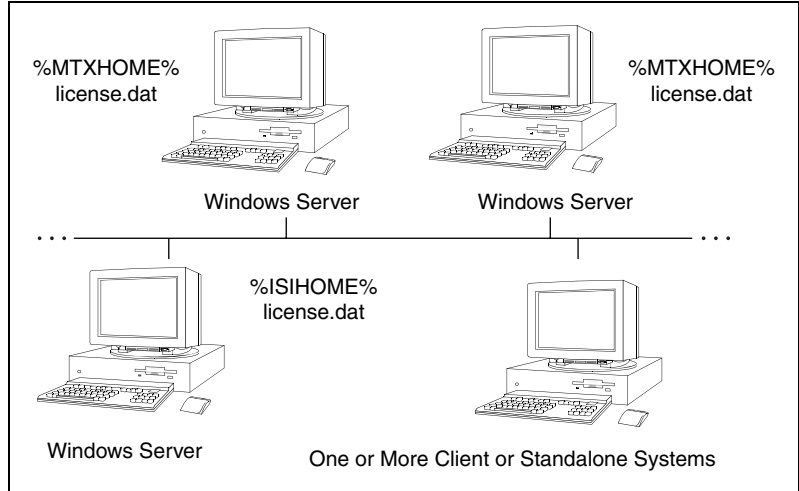 %MTXHOME%
license.dat
%MTXHOME%
license.dat
Windows Server
Windows Server
. . .
. . .
%ISIHOME%
license.dat
Windows Server
One or More Client or Standalone Systems